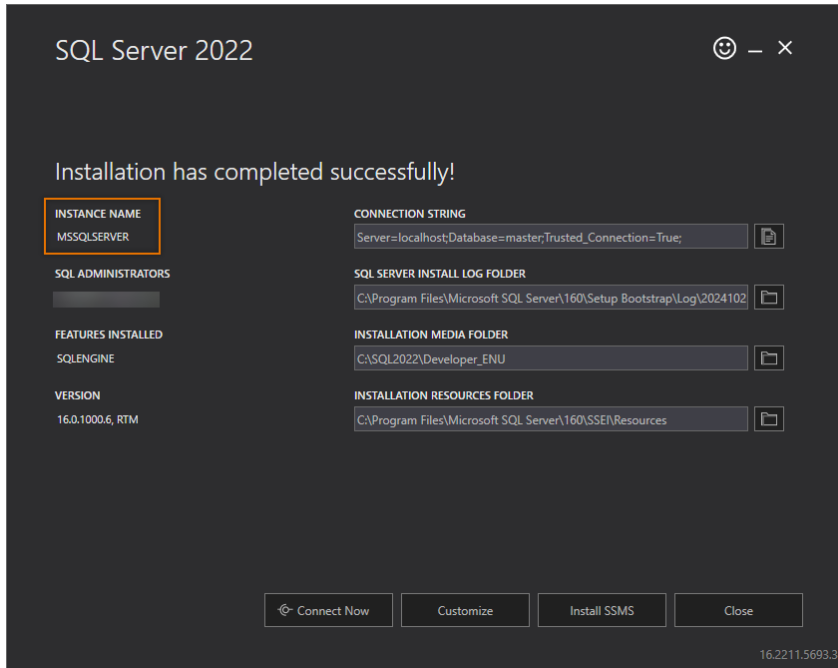 SQL Server 2022
Installation has completed successfully!
INSTANCE NAME
MSSQLSERVER
SQL ADMINISTRATORS
FEATURES INSTALLED
SQLENGINE
VERSION
16.0.1000.6, RTM
CONNECTION STRING
Server=localhost;Database=master;Trusted_Connection=True;
SQL SERVER INSTALL LOG FOLDER
C:\Program Files\Microsoft SQL Server\160\Setup Bootstrap\Log\2024102
INSTALLATION MEDIA FOLDER
C:\SQL2022\Developer_ENU
INSTALLATION RESOURCES FOLDER
C:\Program Files\Microsoft SQL Server\160\SSEI\Resources
Connect Now
Customize
Install SSMS
Close
16.2211.5693.3